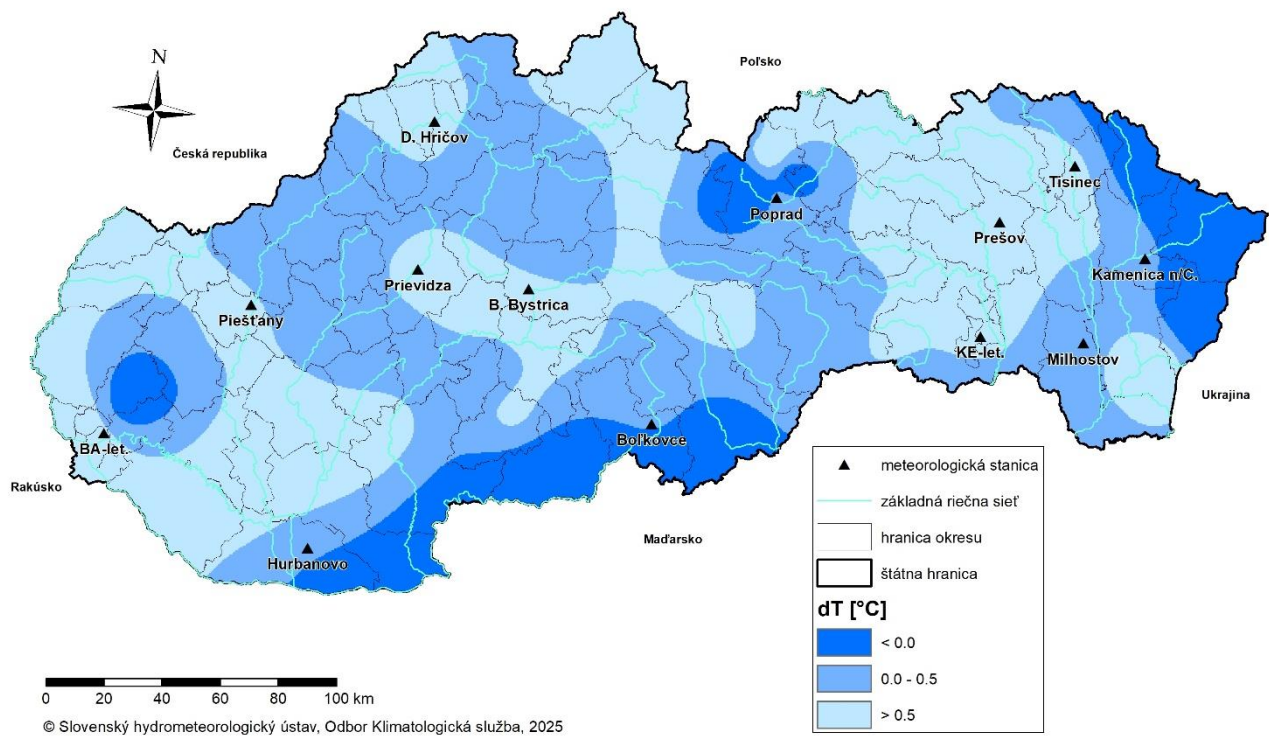 N
Poľsko
Česká republika
D. Hričov
Tisinec
Poprad
Prešov
Prievidza
Kamenica n/C.
B. Bystrica
Piešťany
KE-let.
Milhostov
Ukrajina
Boľkovce
BA-let.
Rakúsko
Maďarsko
Hurbanovo
meteorologická stanica
základná riečna sieť
hranica okresu
štátna hranica
dT [°C]
< 0.0
0.0 - 0.5
> 0.5
0 20 40 60 80 100 km
© Slovenský hydrometeorologický ústav, Odbor Klimatologická služba, 2025